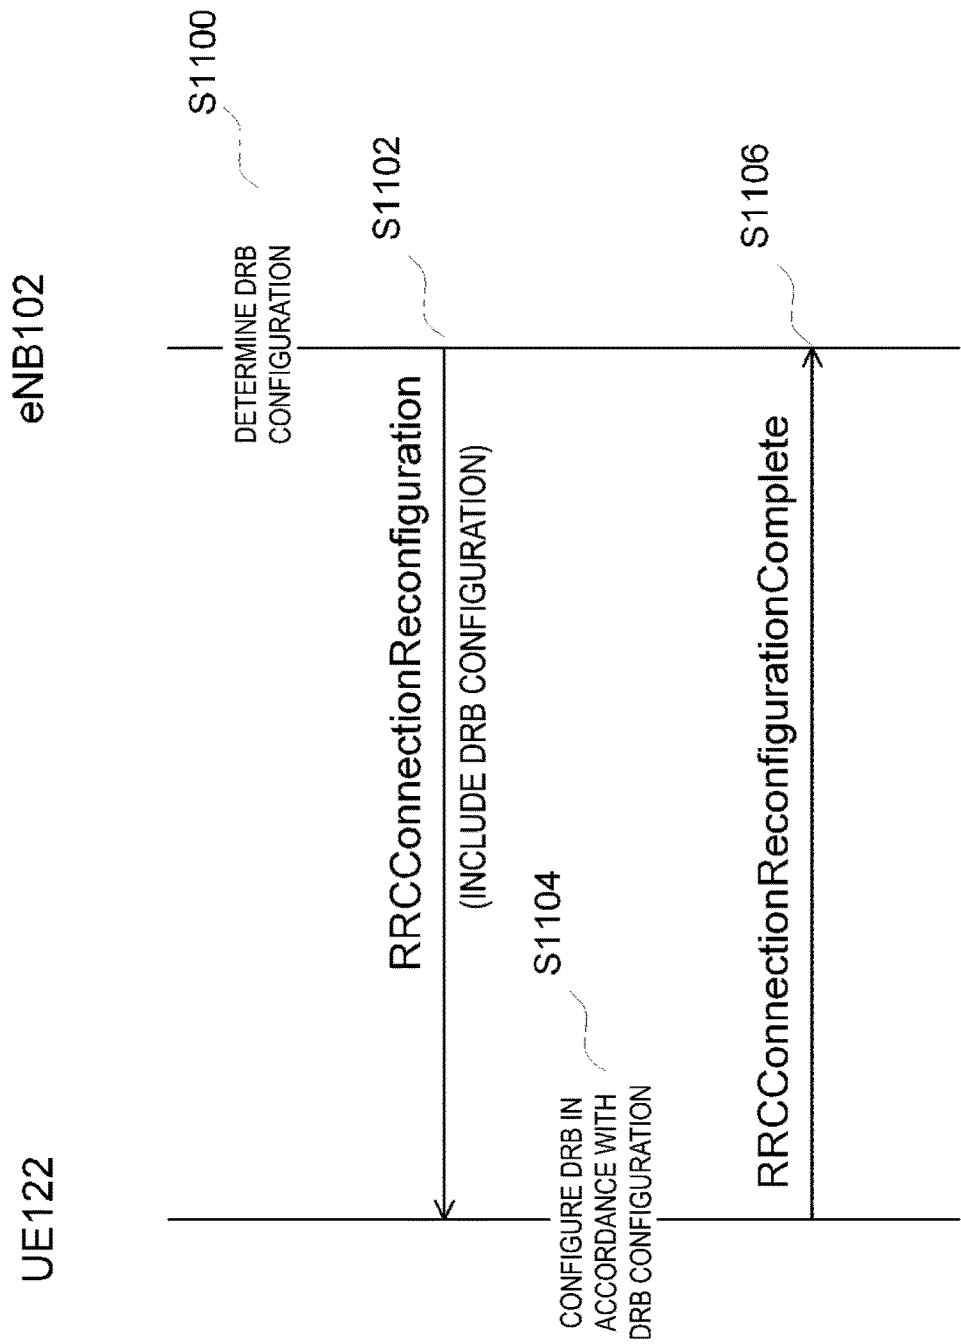 UE122
eNB102
DETERMINE DRB
CONFIGURATION
S1100
RRCConnectionReconfiguration
(INCLUDE DRB CONFIGURATION)
S1102
CONFIGURE DRB IN
ACCORDANCE WITH
DRB CONFIGURATION
S1104
RRCConnectionReconfigurationComplete
S1106